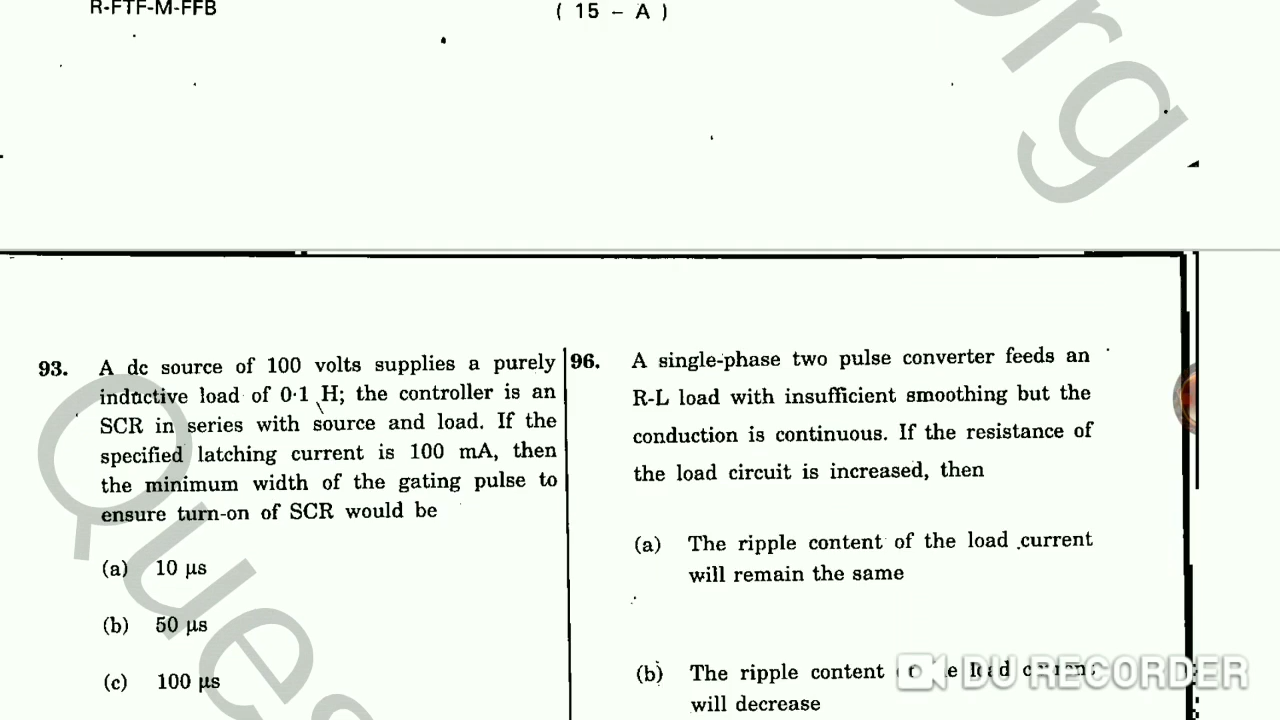 R-FTF-M-FFB
( 15 – A )
org
93. A dc source of 100 volts supplies a purely
inductive load of 0·1 H; the controller is an
SCR in series with source and load. If the
specified latching current is 100 mA, then
the minimum width of the gating pulse to
ensure turn-on of SCR would be
(a) 10 µs
(b) 50 µs
(c) 100 µs
96. A single-phase two pulse converter feeds an
R-L load with insufficient smoothing but the
conduction is continuous. If the resistance of
the load circuit is increased, then
(a) The ripple content of the load current
will remain the same
(b) The ripple content
will decrease
Ques
DU RECORDER